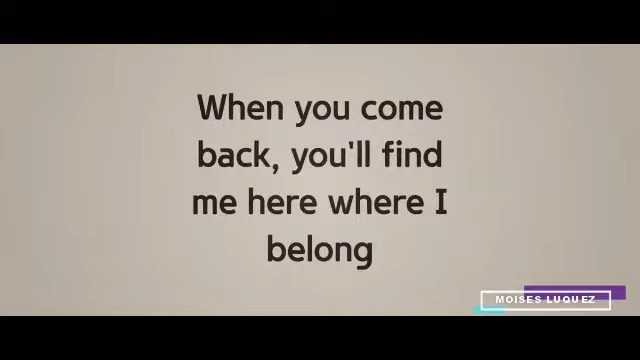 When you come
back, you'll find
me here where I
belong
MOISES LUQUEZ